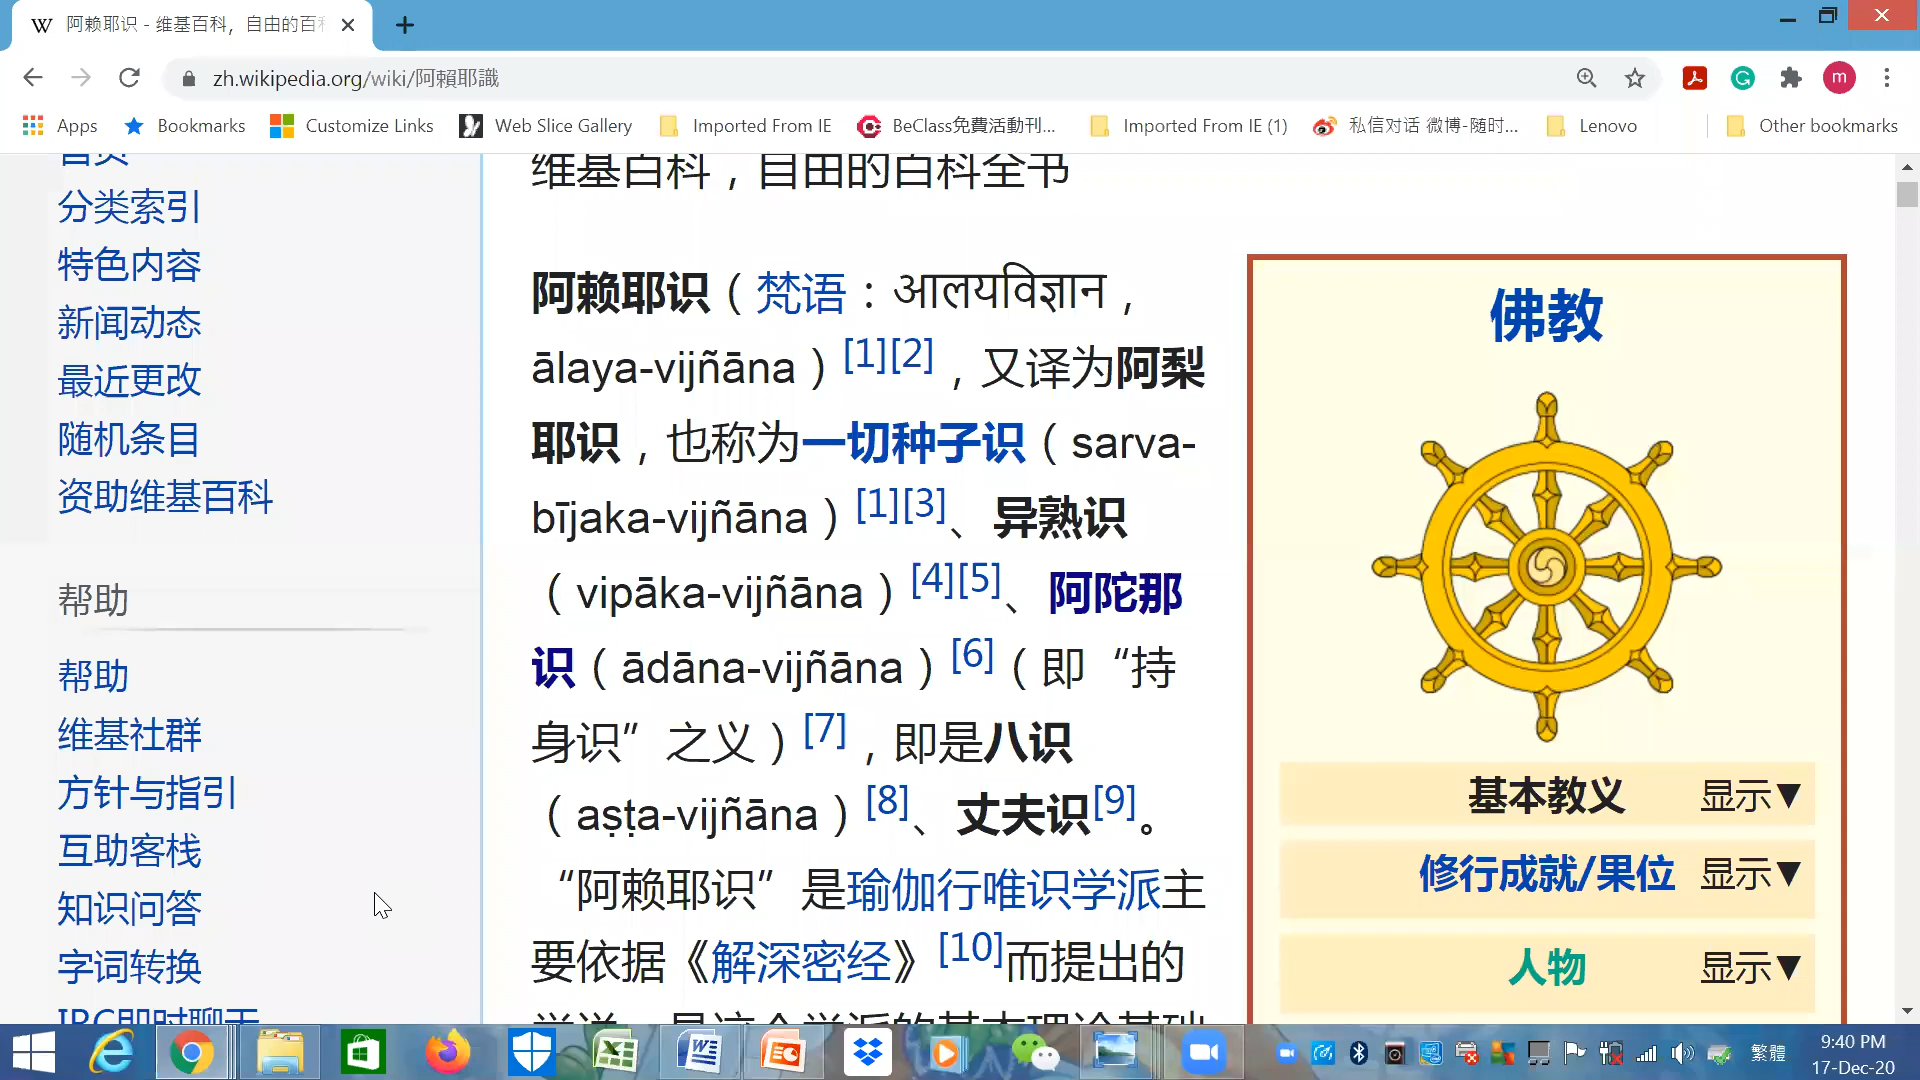 阿赖耶识 - 维基百科，自由的百科
zh.wikipedia.org/wiki/阿賴耶識
m
Apps
Bookmarks
Customize Links
Web Slice Gallery
Imported From IE
BeClass免費活動刊...
Imported From IE (1)
私信对话 微博-随时...
Lenovo
Other bookmarks
首页
分类索引
特色内容
新闻动态
最近更改
随机条目
资助维基百科
帮助
帮助
维基社群
方针与指引
互助客栈
知识问答
字词转换
IRC即时聊天
维基百科，自由的百科全书
阿赖耶识（梵语：आलयविज्ञान，
ālaya-vijñāna）[1][2]，又译为阿梨
耶识，也称为一切种子识（sarva-
bījaka-vijñāna）[1][3]、异熟识
（vipāka-vijñāna）[4][5]、阿陀那
识（ādāna-vijñāna）[6]（即“持
身识”之义）[7]，即是八识
（aṣṭa-vijñāna）[8]、丈夫识[9]。
“阿赖耶识”是瑜伽行唯识学派主
要依据《解深密经》[10]而提出的
佛教
基本教义 显示▼
修行成就/果位 显示▼
人物 显示▼
繁體
9:40 PM
17-Dec-20